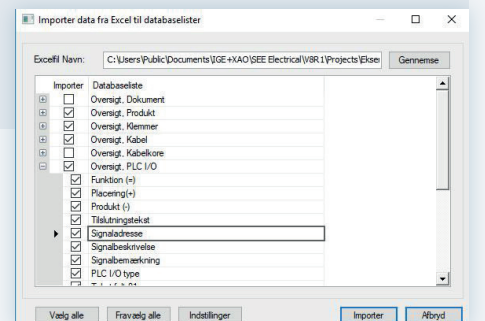 Importer data fra Excel til databaselister
Excelfil Navn: C:\Users\Public\Documents\IGE+XAO\SEE Electrical\V8R1\Projects\Ekser Gennemse
Importer Databaseliste
Oversigt, Dokument
Oversigt, Produkt
Oversigt, Klemmer
Oversigt, Kabel
Oversigt, Kabelkore
Oversigt, PLC I/O
Funktion (=)
Placering(+)
Produkt (-)
Tilslutningstekst
Signaladresse
Signalbeskrivelse
Signalbemærkning
PLC I/O type
Vælg alle Fravælg alle Indstillinger Importer Afbryd